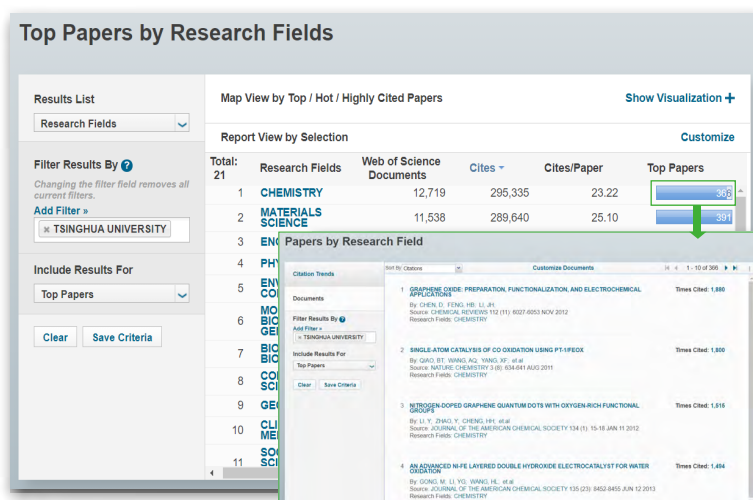 Top Papers by Research Fields
Results List
Research Fields
Filter Results By ?
Changing the filter field removes all
current filters.
Add Filter »
× TSINGHUA UNIVERSITY
Include Results For
Top Papers
Clear Save Criteria
Map View by Top / Hot / Highly Cited Papers Show Visualization +
Report View by Selection Customize
Total:
21
Research Fields Web of Science
Documents Cites Cites/Paper Top Papers
1 CHEMISTRY 12,719 295,335 23.22 366
2 MATERIALS
SCIENCE 11,538 289,640 25.10 391
3
4
5
6
7
8
9
10
11
Papers by Research Field
Citation Trends
Documents
Filter Results By ?
Add Filter »
× TSINGHUA UNIVERSITY
Include Results For
Top Papers
Clear Save Criteria
Sort By Citations Customize Documents 1 - 10 of 366
1 GRAPHENE OXIDE: PREPARATION, FUNCTIONALIZATION, AND ELECTROCHEMICAL
APPLICATIONS Times Cited: 1,880
By: CHEN, D; FENG, HB; LI, JH;
Source: CHEMICAL REVIEWS 112 (11): 6027-6053 NOV 2012
Research Fields: CHEMISTRY
2 SINGLE-ATOM CATALYSIS OF CO OXIDATION USING PT-1/FEOX Times Cited: 1,800
By: QIAO, BT; WANG, AQ; YANG, XF; et.al
Source: NATURE CHEMISTRY 3 (8): 634-641 AUG 2011
Research Fields: CHEMISTRY
3 NITROGEN-DOPED GRAPHENE QUANTUM DOTS WITH OXYGEN-RICH FUNCTIONAL
GROUPS Times Cited: 1,516
By: LI, Y; ZHAO, Y; CHENG, HH; et.al
Source: JOURNAL OF THE AMERICAN CHEMICAL SOCIETY 134 (1): 15-18 JAN 11 2012
Research Fields: CHEMISTRY
4 AN ADVANCED NI-FE LAYERED DOUBLE HYDROXIDE ELECTROCATALYST FOR WATER
OXIDATION Times Cited: 1,494
By: GONG, M; LI, YG; WANG, HL; et.al
Source: JOURNAL OF THE AMERICAN CHEMICAL SOCIETY 135 (23): 8452-8455 JUN 12 2013
Research Fields: CHEMISTRY